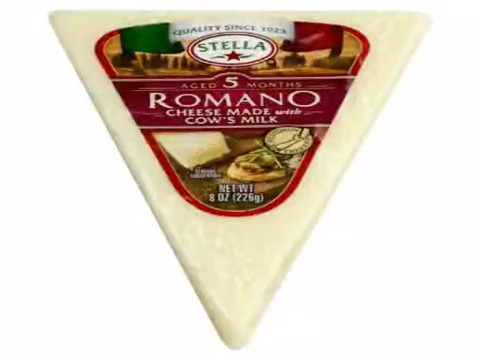 QUALITY SINCE 1923
STELLA
AGED 5 MONTHS
ROMANO
CHEESE MADE with
COW'S MILK
NET WT
8 OZ (226g)